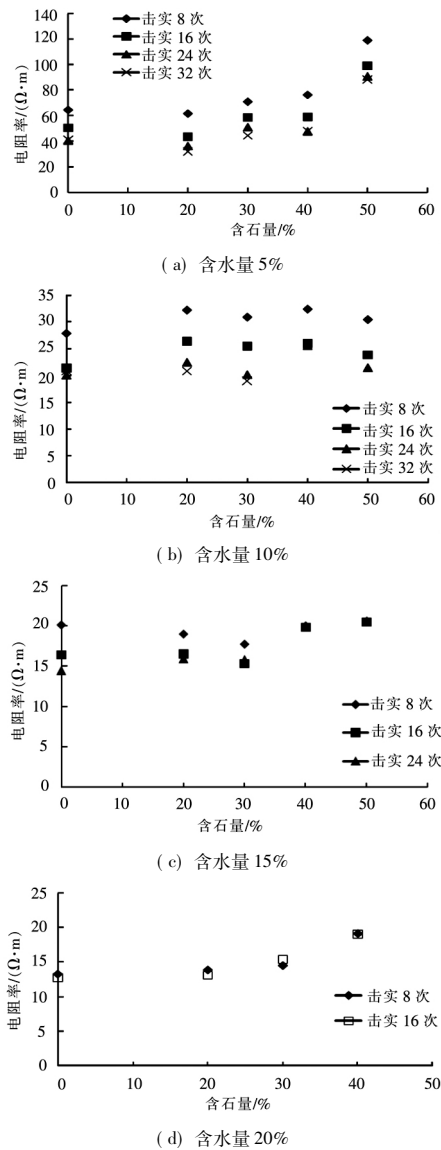 140
120
100
80
60
40
20
0
电阻率/(Ω·m)
击实 8 次
击实 16 次
击实 24 次
击实 32 次
0 10 20 30 40 50 60
含石量/%
(a) 含水量 5%
35
30
25
20
15
10
5
0
电阻率/(Ω·m)
击实 8 次
击实 16 次
击实 24 次
击实 32 次
0 10 20 30 40 50 60
含石量/%
(b) 含水量 10%
25
20
15
10
5
0
电阻率/(Ω·m)
击实 8 次
击实 16 次
击实 24 次
0 10 20 30 40 50 60
含石量/%
(c) 含水量 15%
25
20
15
10
5
0
电阻率/(Ω·m)
击实 8 次
击实 16 次
0 10 20 30 40 50
含石量/%
(d) 含水量 20%